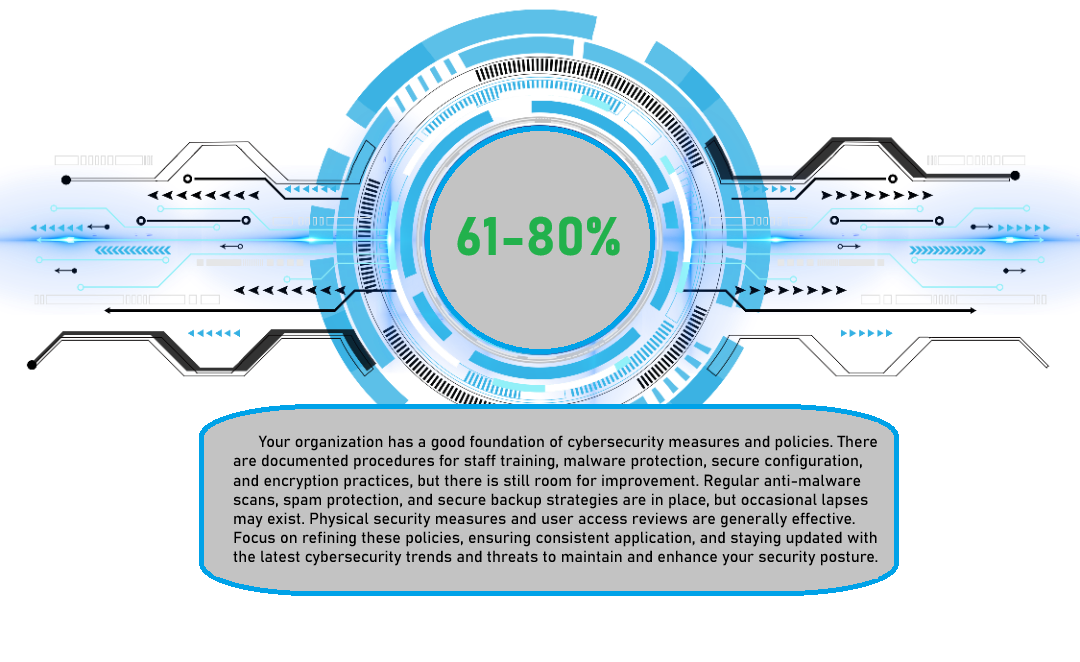 61-80%
Your organization has a good foundation of cybersecurity measures and policies. There
are documented procedures for staff training, malware protection, secure configuration,
and encryption practices, but there is still room for improvement. Regular anti-malware
scans, spam protection, and secure backup strategies are in place, but occasional lapses
may exist. Physical security measures and user access reviews are generally effective.
Focus on refining these policies, ensuring consistent application, and staying updated with
the latest cybersecurity trends and threats to maintain and enhance your security posture.